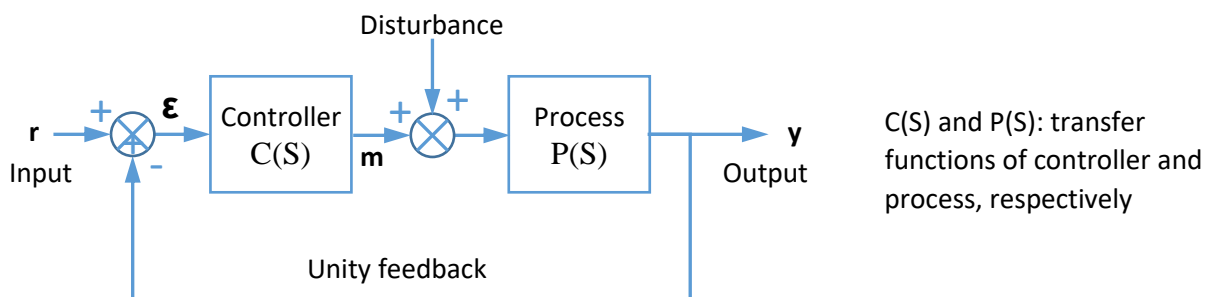 Disturbance
+
ε
Controller
C(S)
+
+
Process
P(S)
r
Input
-
m
y
Output
C(S) and P(S): transfer
functions of controller and
process, respectively
Unity feedback